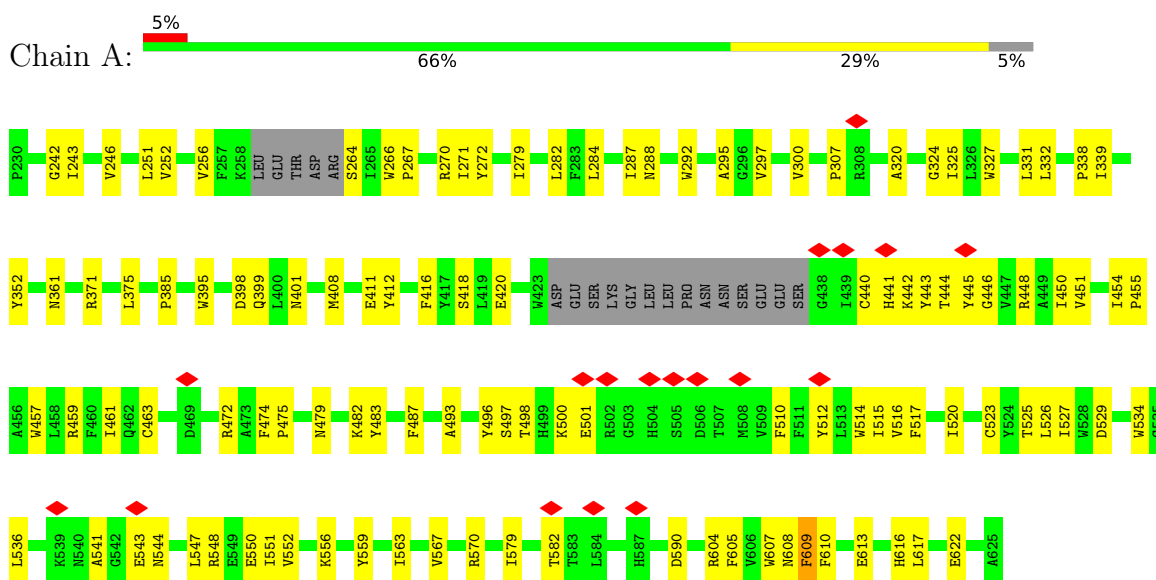 5%
Chain A:
66% 29% 5%
P230 G242 I243 V246 L251 V252 V256 F257 K258 LEU GLU THR ASP ARG S264 I265 W266 P267 R270 I271 Y272 I279 L282 F283 L284 I287 N288 W292 A295 G296 V297 V300 P307 R308 A320 G324 I325 L326 W327 L331 L332 P338 I339
Y352 N361 R371 L375 P385 W395 D398 Q399 L400 N401 M408 E411 Y412 F416 Y417 S418 L419 E420 W423 ASP GLU SER LYS GLY LEU LEU PRO ASN ASN SER GLU GLU SER G438 I439 C440 H441 K442 Y443 T444 Y445 G446 V447 R448 A449 I450 V451 I454 P455
A456 W457 L458 R459 F460 I461 Q462 C463 D469 R472 A473 F474 P475 N479 K482 Y483 F487 A493 Y496 S497 T498 H499 K500 E501 R502 G503 H504 S505 D506 T507 M508 V509 F510 F511 Y512 L513 W514 I515 V516 F517 I520 C523 Y524 T525 L526 I527 W528 D529 W534
L536 K539 N540 A541 G542 E543 N544 L547 R548 E549 E550 I551 V552 K556 Y559 I563 V567 R570 I579 T582 T583 L584 H587 D590 R604 F605 V606 W607 N608 F609 F610 E613 H616 L617 E622 A625